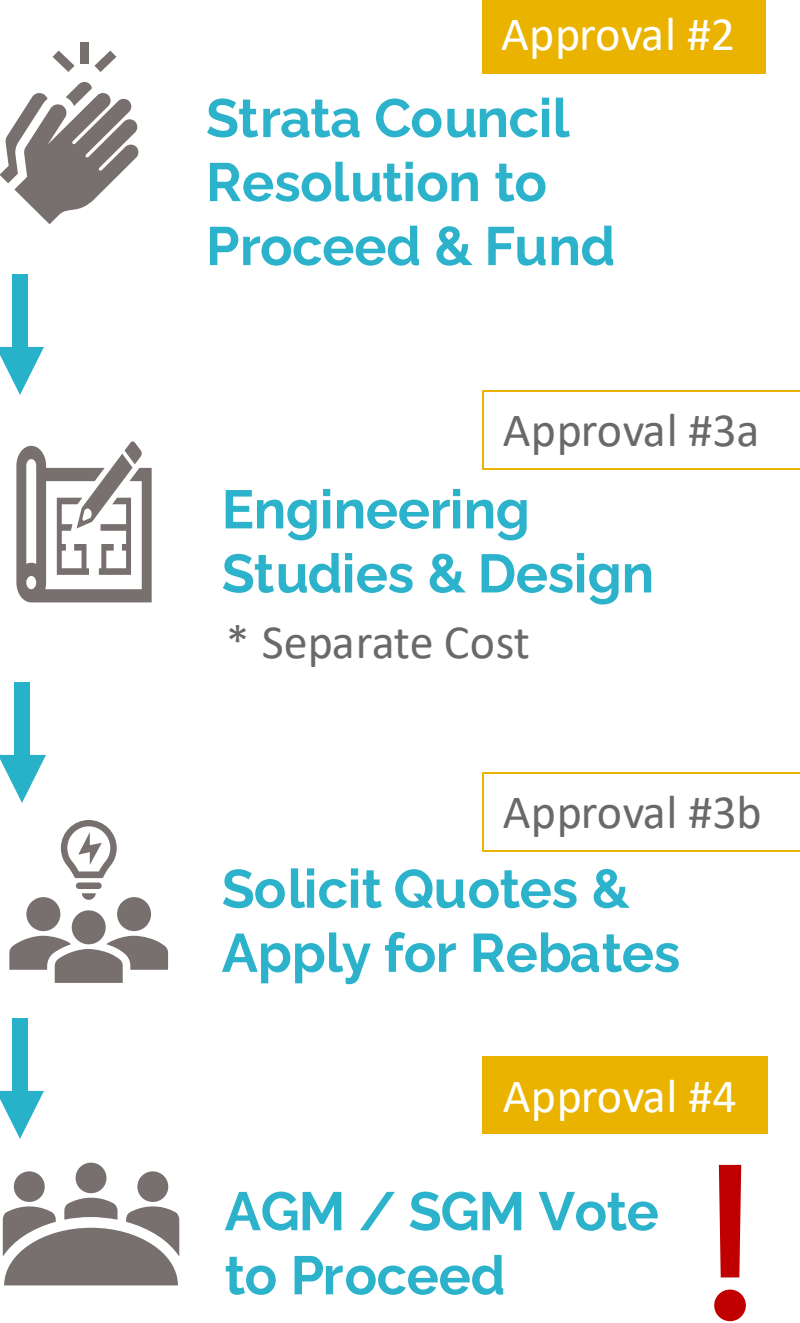 Approval #2
Strata Council
Resolution to
Proceed & Fund
Approval #3a
Engineering
Studies & Design
* Separate Cost
Approval #3b
Solicit Quotes &
Apply for Rebates
Approval #4
AGM / SGM Vote
to Proceed
!